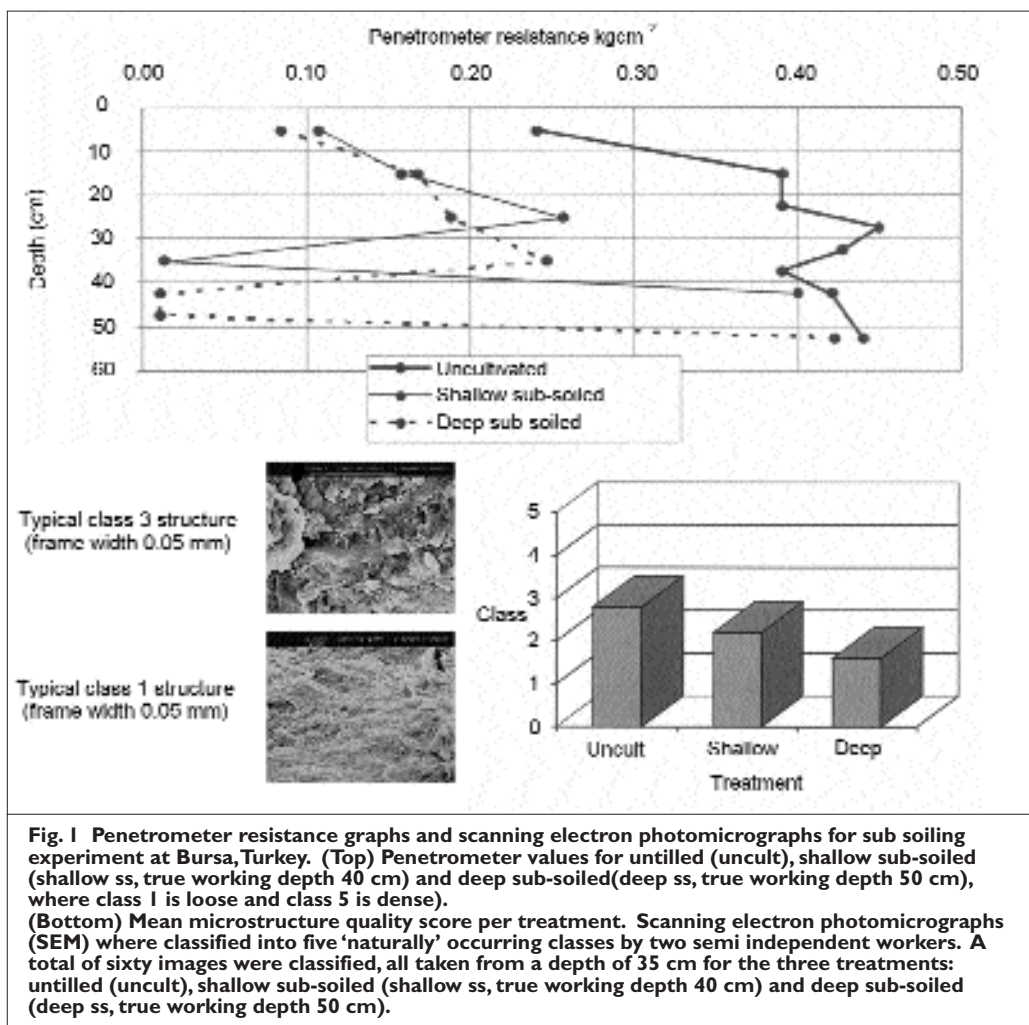 Penetrometer resistance kgcm
0.00 0.10 0.20 0.30 0.40 0.50
0
10
20
30
40
50
60
Depth (cm)
Uncultivated
Shallow sub-soiled
Deep sub soiled
Typical class 3 structure
(frame width 0.05 mm)
Typical class 1 structure
(frame width 0.05 mm)
5
4
3
2
1
0
Class
Uncult Shallow Deep
Treatment
Fig. 1 Penetrometer resistance graphs and scanning electron photomicrographs for sub soiling
experiment at Bursa, Turkey. (Top) Penetrometer values for untilled (uncult), shallow sub-soiled
(shallow ss, true working depth 40 cm) and deep sub-soiled(deep ss, true working depth 50 cm),
where class 1 is loose and class 5 is dense).
(Bottom) Mean microstructure quality score per treatment. Scanning electron photomicrographs
(SEM) where classified into five ‘naturally’ occurring classes by two semi independent workers. A
total of sixty images were classified, all taken from a depth of 35 cm for the three treatments:
untilled (uncult), shallow sub-soiled (shallow ss, true working depth 40 cm) and deep sub-soiled
(deep ss, true working depth 50 cm).